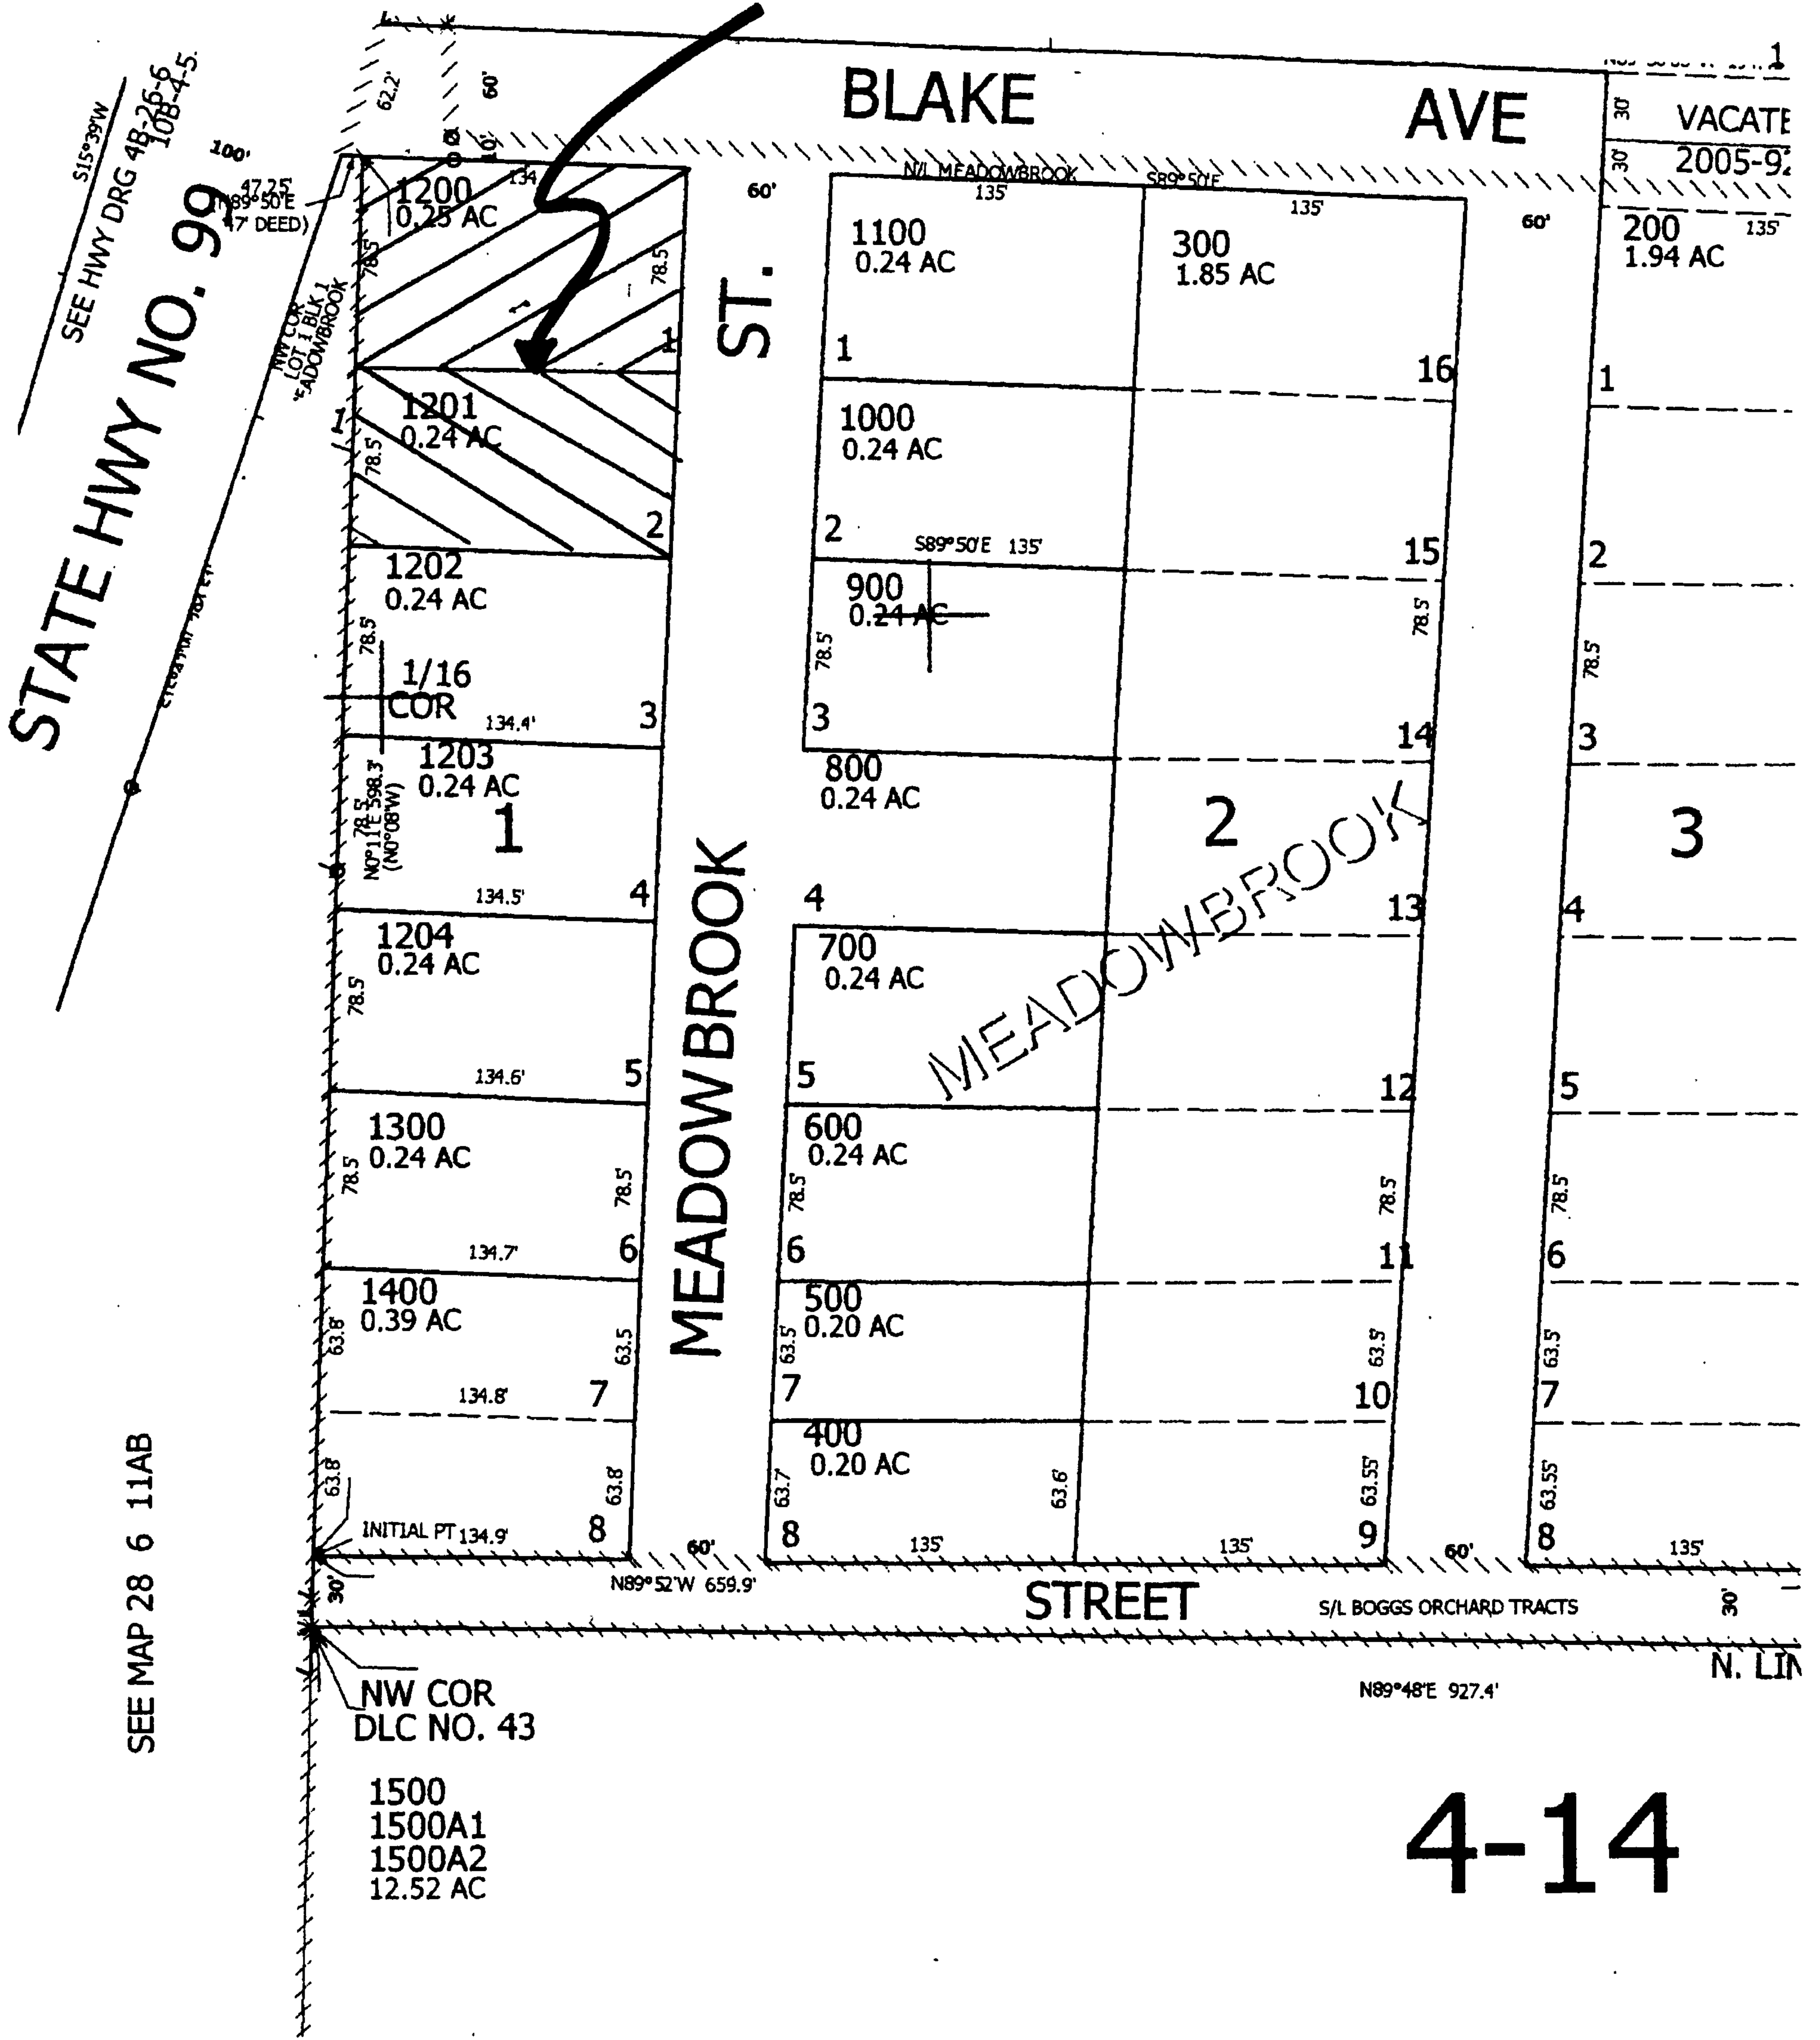 BLAKE AVE
1
62.2'
60'
10'
30'
VACATE
30'
2005-92
S15°39'W
SEE HWY DRG 4B-26-6
10B-4-5
100'
STATE HWY NO. 99
47.25'
N89°50'E
47' DEED)
NW COR
LOT 1 BLK 1
1200
0.25 AC
134
78.5'
78.5'
1
60'
N/L MEADOWBROOK
S89°50'E
135'
135'
60'
ST.
1100
0.24 AC
1
300
1.85 AC
16
200
1.94 AC
135'
1
1
1201
0.24 AC
78.5'
2
1000
0.24 AC
2
S89°50'E 135'
15
2
1202
0.24 AC
78.5'
1/16
COR
134.4'
3
900
0.24 AC
78.5'
3
78.5'
14
78.5'
3
1203
0.24 AC
78.5'
N0°11'E 598.3'
(N0°08'W)
1
134.5'
4
800
0.24 AC
4
2
13
3
4
MEADOWBROOK
MEADOWBROOK
1204
0.24 AC
78.5'
134.6'
5
700
0.24 AC
5
12
5
1300
0.24 AC
78.5'
78.5'
134.7'
6
600
0.24 AC
78.5'
6
78.5'
11
78.5'
6
1400
0.39 AC
63.8'
63.5
134.8'
7
500
0.20 AC
63.5'
7
63.5'
10
63.5'
7
63.8'
63.8'
INITIAL PT 134.9'
8
400
0.20 AC
63.7'
63.6'
63.55'
63.55'
8
135'
135'
9
8
135'
60'
60'
30'
N89°52'W 659.9'
STREET
S/L BOGGS ORCHARD TRACTS
30'
N. LIN
N89°48'E 927.4'
SEE MAP 28 6 11AB
NW COR
DLC NO. 43
1500
1500A1
1500A2
12.52 AC
4-14